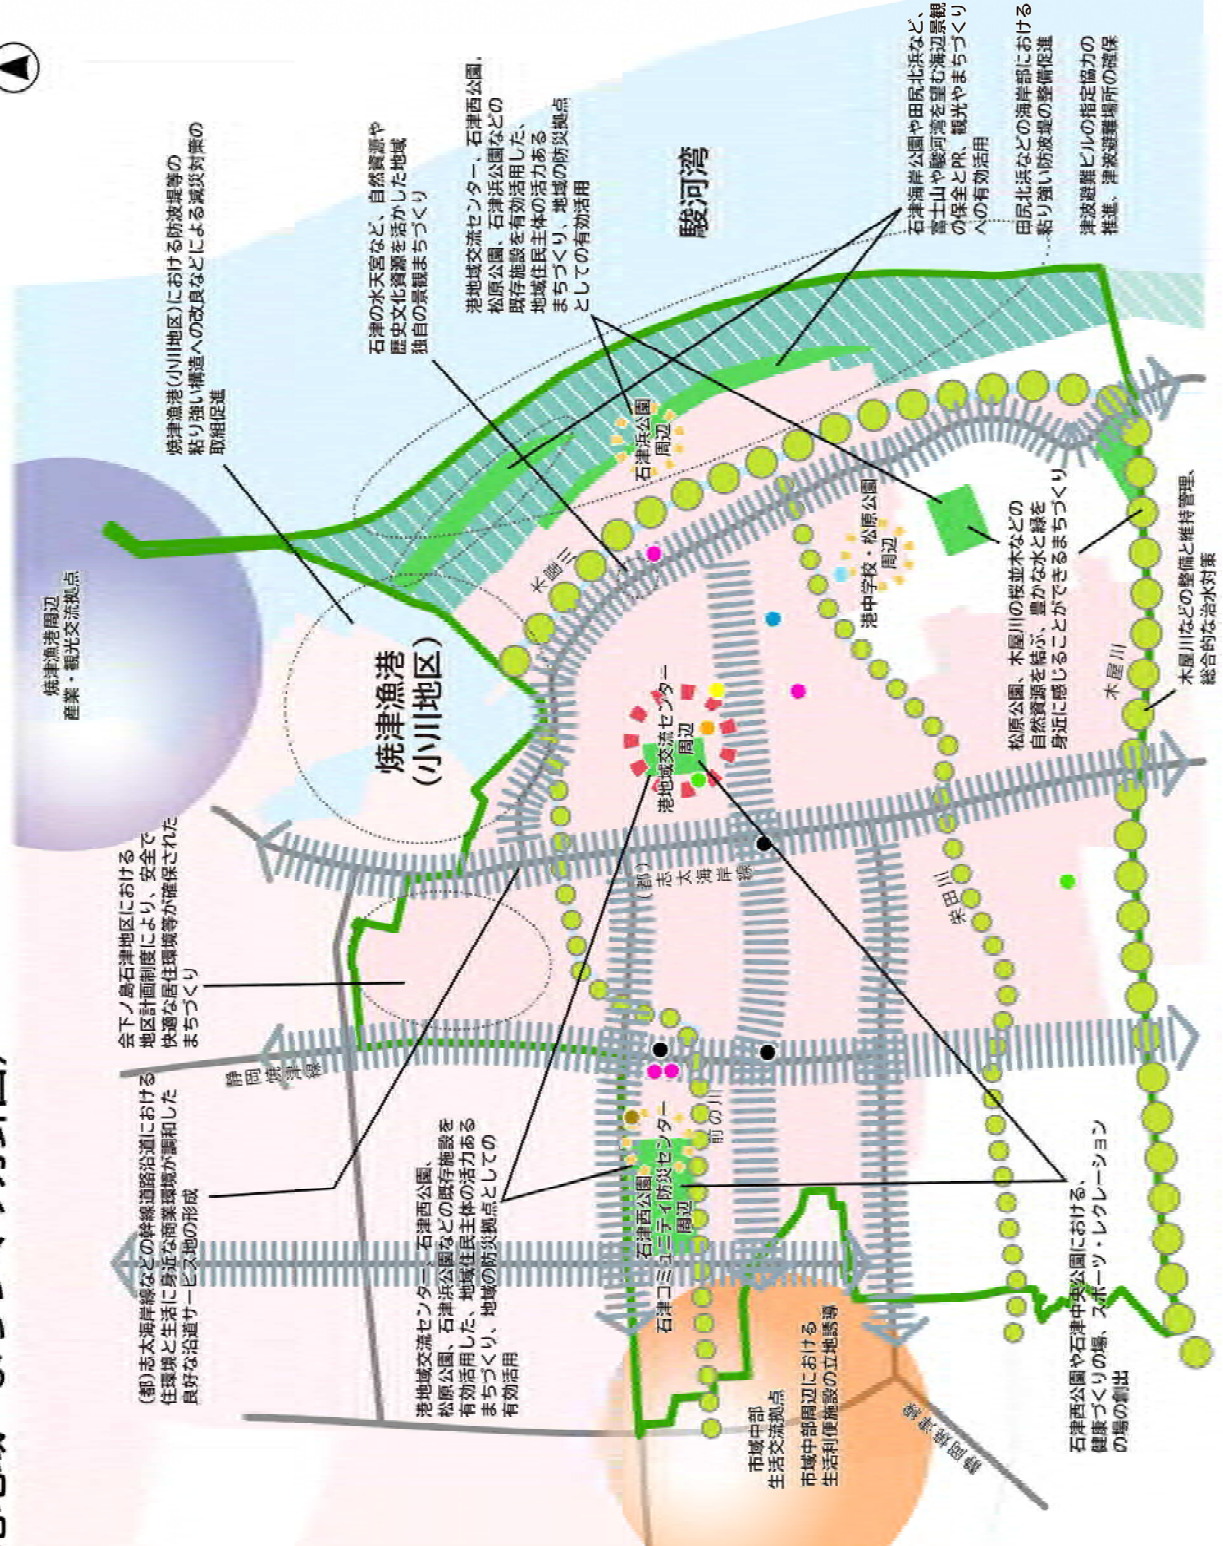 焼津漁港周辺
産業・観光交流拠点
焼津漁港(小川地区)における防波堤等の
粘り強い構造への改良などによる減災対策の
取組促進
石津の水天宮など、自然資源や
歴史文化資源を活かした地域
独自の景観まちづくり
港地域交流センター、石津西公園、
松原公園、石津浜公園などの
既存施設を有効活用した、
地域住民主体の活力ある
まちづくり、地域の防災拠点
としての有効活用
駿河湾
石津海岸公園や田尻北浜など、
富士山や駿河湾を望む海辺景観
の保全とPR、観光やまちづくり
への有効活用
田尻北浜などの海岸部における
粘り強い防波堤の整備促進
津波避難ビルの指定協力の
推進、津波避難場所の確保
会下ノ島石津地区における
地区計画制度により、安全で
快適な居住環境等が確保された
まちづくり
焼津漁港
(小川地区)
木屋川
石津浜公園
周辺
港中学校・松原公園
周辺
港地域交流センター
周辺
松原公園、木屋川の桜並木などの
自然資源を結ぶ、豊かな水と緑を
身近に感じることができるまちづくり
木屋川
木屋川などの整備と維持管理、
総合的な治水対策
(都)志太海岸線
栄田川
静岡焼津線
(都)志太海岸線などの幹線道路沿道における
住環境と生活に身近な商業環境が調和した
良好な沿道サービス地の形成
港地域交流センター、石津西公園、
松原公園、石津浜公園などの既存施設を
有効活用した、地域住民主体の活力ある
まちづくり、地域の防災拠点としての
有効活用
石津西公園
石津コミュニティ防災センター
周辺
前の川
市域中部
生活交流拠点
市域中部周辺における
生活利便施設の立地誘導
静岡焼津線
石津西公園や石津中央公園における、
健康づくりの場、スポーツ・レクレーション
の場の創出